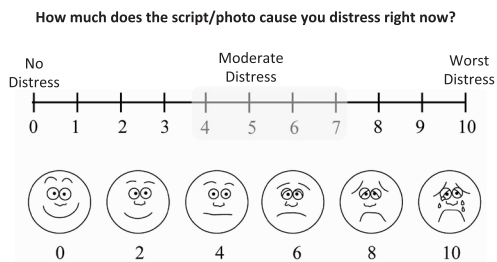 How much does the script/photo cause you distress right now?
No
Distress
Moderate
Distress
Worst
Distress
0 1 2 3 4 5 6 7 8 9 10
0 2 4 6 8 10